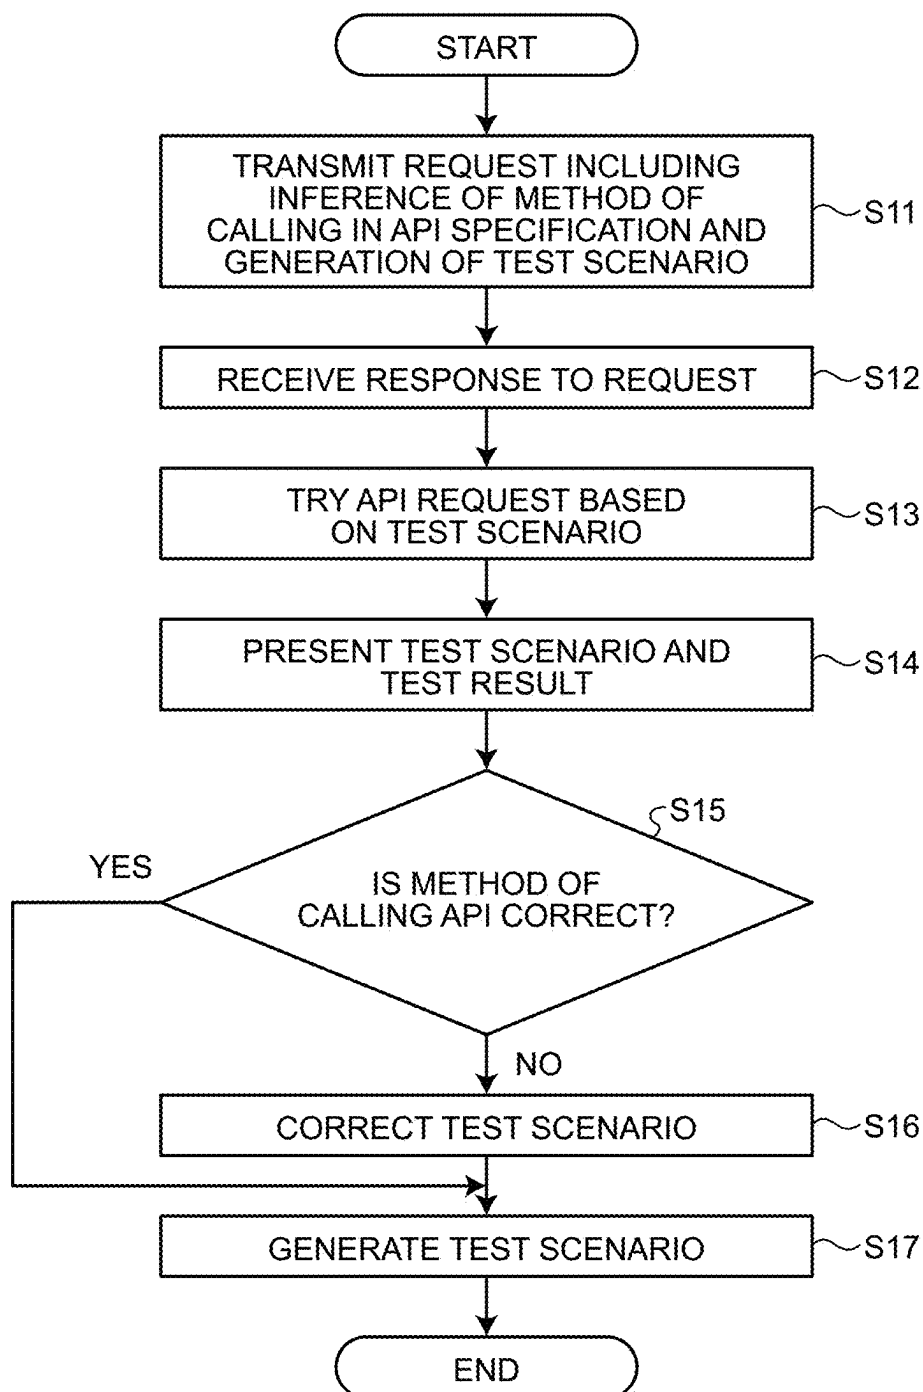 START
TRANSMIT REQUEST INCLUDING
INFERENCE OF METHOD OF
CALLING IN API SPECIFICATION AND
GENERATION OF TEST SCENARIO
S11
RECEIVE RESPONSE TO REQUEST
S12
TRY API REQUEST BASED
ON TEST SCENARIO
S13
PRESENT TEST SCENARIO AND
TEST RESULT
S14
S15
YES
IS METHOD OF
CALLING API CORRECT?
NO
CORRECT TEST SCENARIO
S16
GENERATE TEST SCENARIO
S17
END